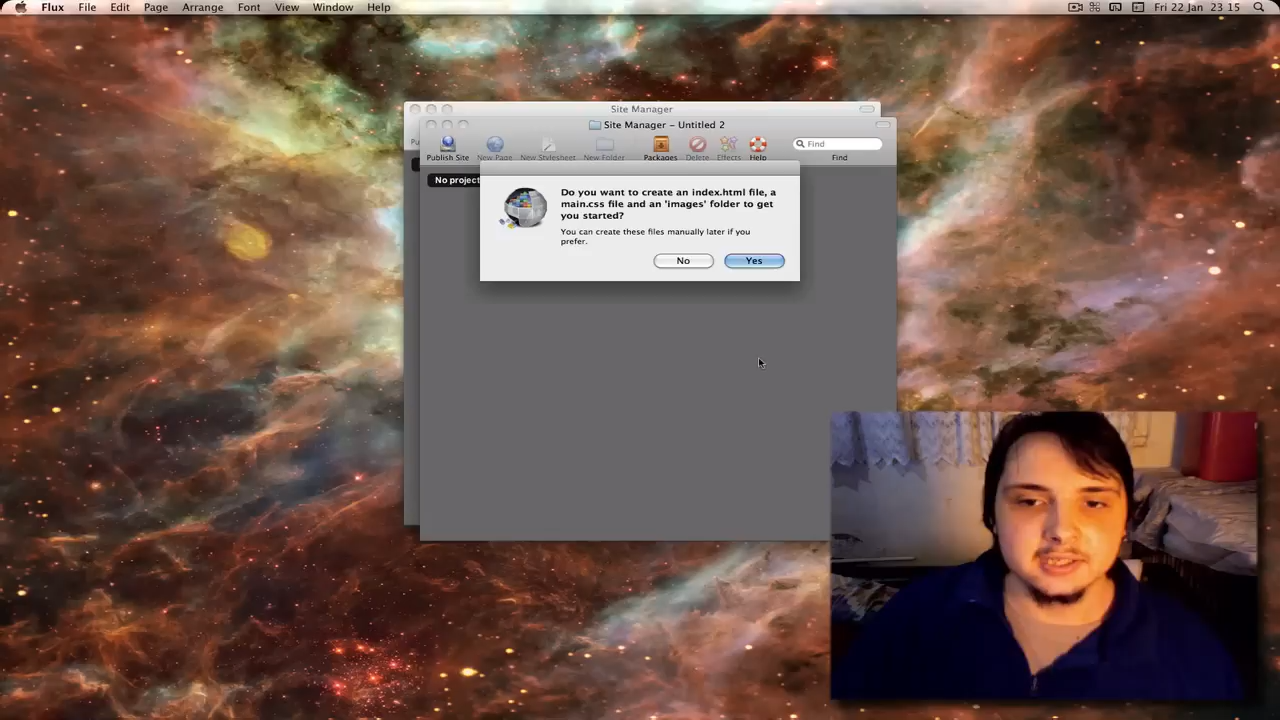 Flux File Edit Page Arrange Font View Window Help
Fri 22 Jan 23 15
Site Manager
Site Manager – Untitled 2
Publish Site New Page New Stylesheet New Folder Packages Delete Effects Help Find
Find
No project
Do you want to create an index.html file, a
main.css file and an 'images' folder to get
you started?
You can create these files manually later if you
prefer.
No Yes